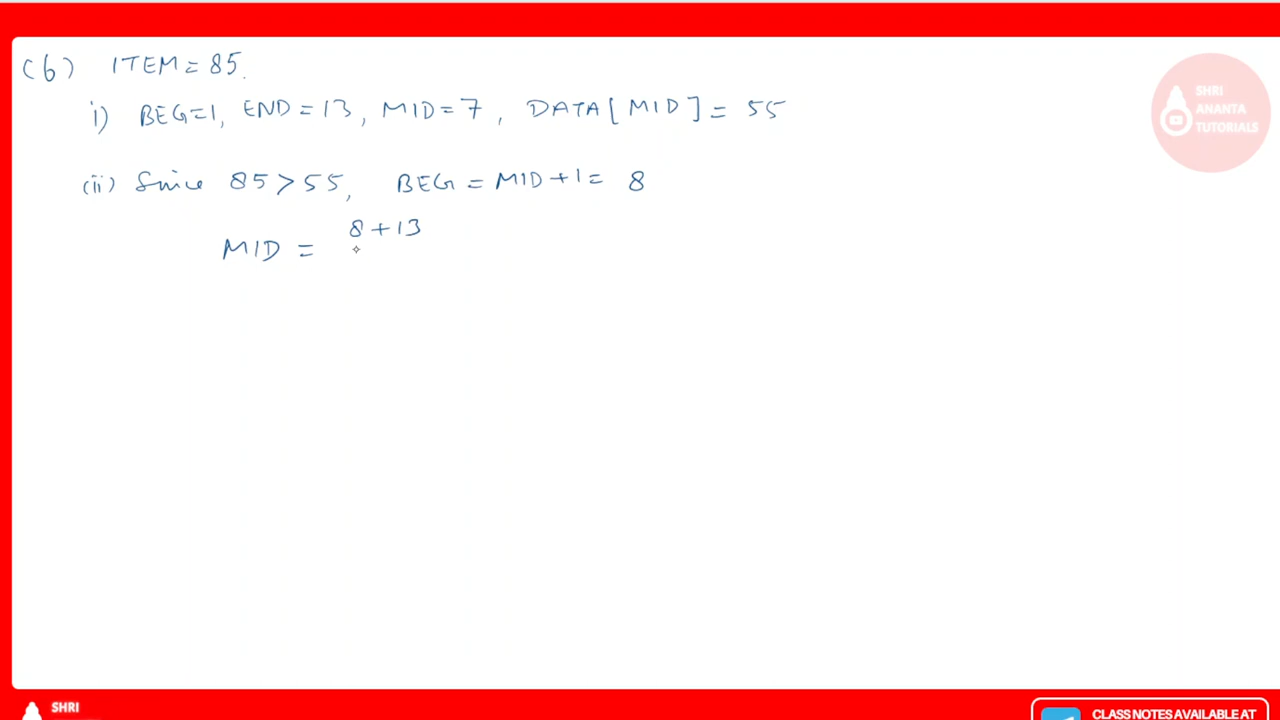 (b) ITEM = 85.
i) BEG=1, END = 13, MID = 7, DATA[MID] = 55
(ii) Since 85 > 55, BEG = MID + 1 = 8
MID = 8 + 13
SHRI
ANANTA
TUTORIALS
SHRI
CLASS NOTES AVAILABLE AT